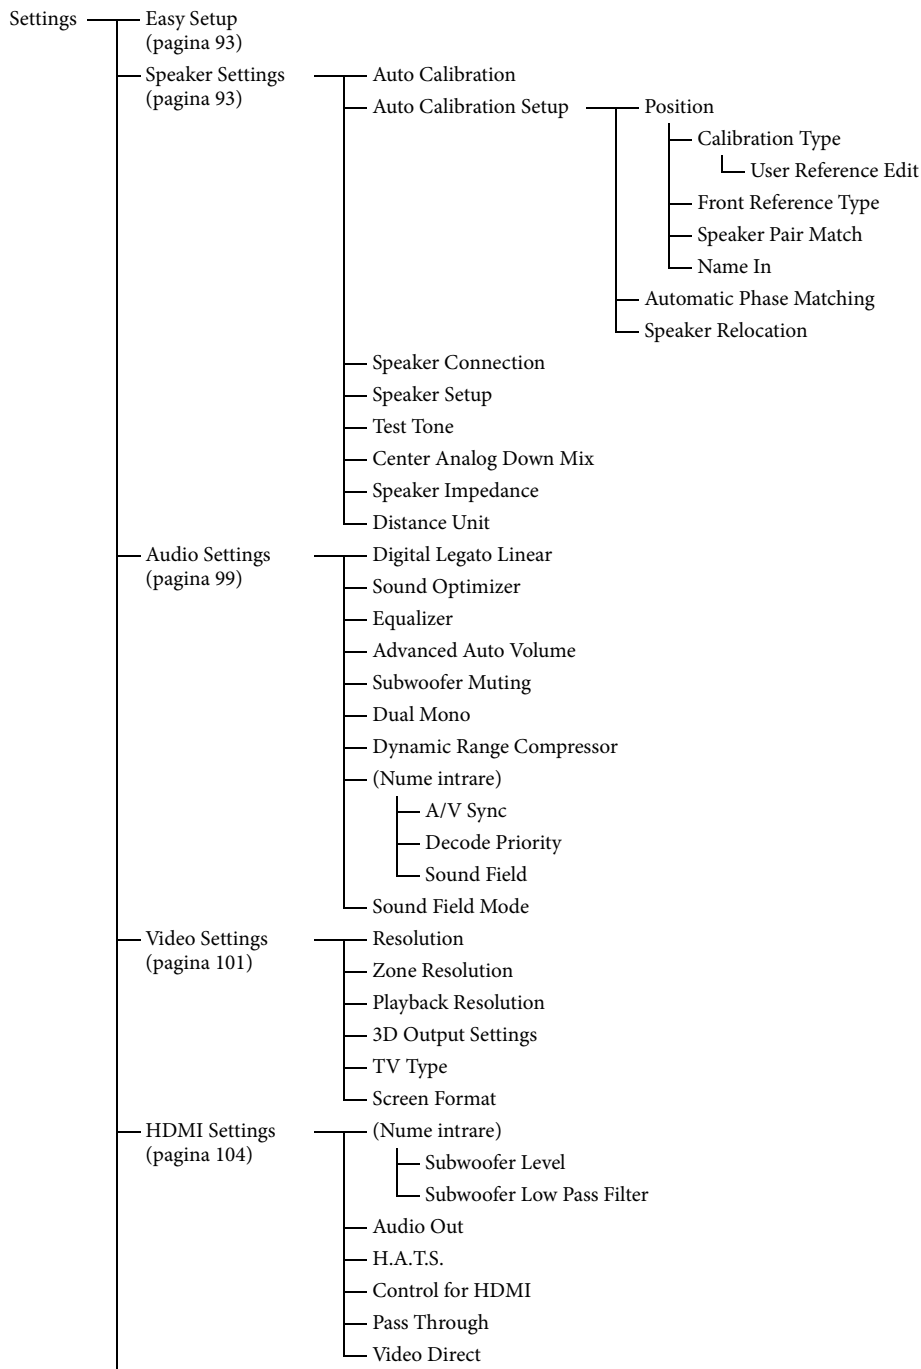 Settings
Easy Setup
(pagina 93)
Speaker Settings
(pagina 93)
Auto Calibration
Auto Calibration Setup
Position
Calibration Type
User Reference Edit
Front Reference Type
Speaker Pair Match
Name In
Automatic Phase Matching
Speaker Relocation
Speaker Connection
Speaker Setup
Test Tone
Center Analog Down Mix
Speaker Impedance
Distance Unit
Audio Settings
(pagina 99)
Digital Legato Linear
Sound Optimizer
Equalizer
Advanced Auto Volume
Subwoofer Muting
Dual Mono
Dynamic Range Compressor
(Nume intrare)
A/V Sync
Decode Priority
Sound Field
Sound Field Mode
Video Settings
(pagina 101)
Resolution
Zone Resolution
Playback Resolution
3D Output Settings
TV Type
Screen Format
HDMI Settings
(pagina 104)
(Nume intrare)
Subwoofer Level
Subwoofer Low Pass Filter
Audio Out
H.A.T.S.
Control for HDMI
Pass Through
Video Direct